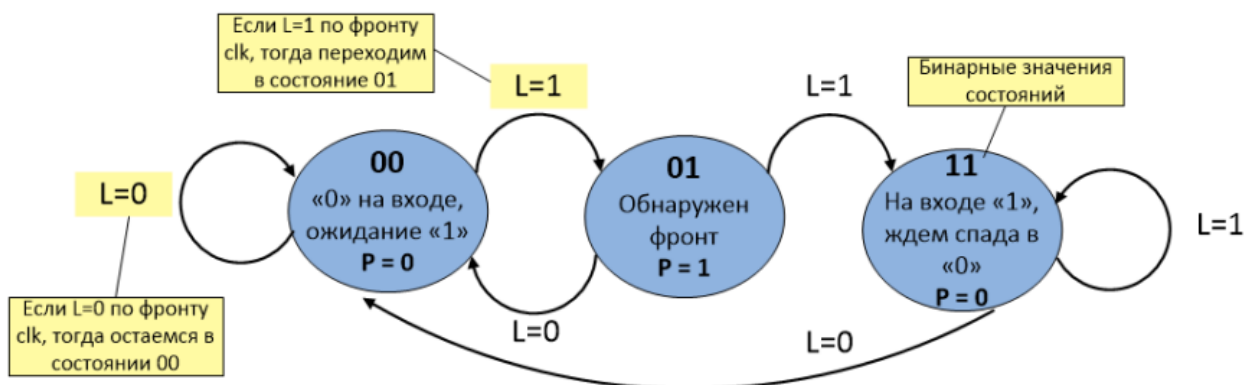 Если L=1 по фронту
clk, тогда переходим
в состояние 01
L=1
L=1
Бинарные значения
состояний
L=0
00
«0» на входе,
ожидание «1»
P = 0
01
Обнаружен
фронт
P = 1
11
На входе «1»,
ждем спада в
«0»
P = 0
L=1
Если L=0 по фронту
clk, тогда остаемся в
состоянии 00
L=0
L=0